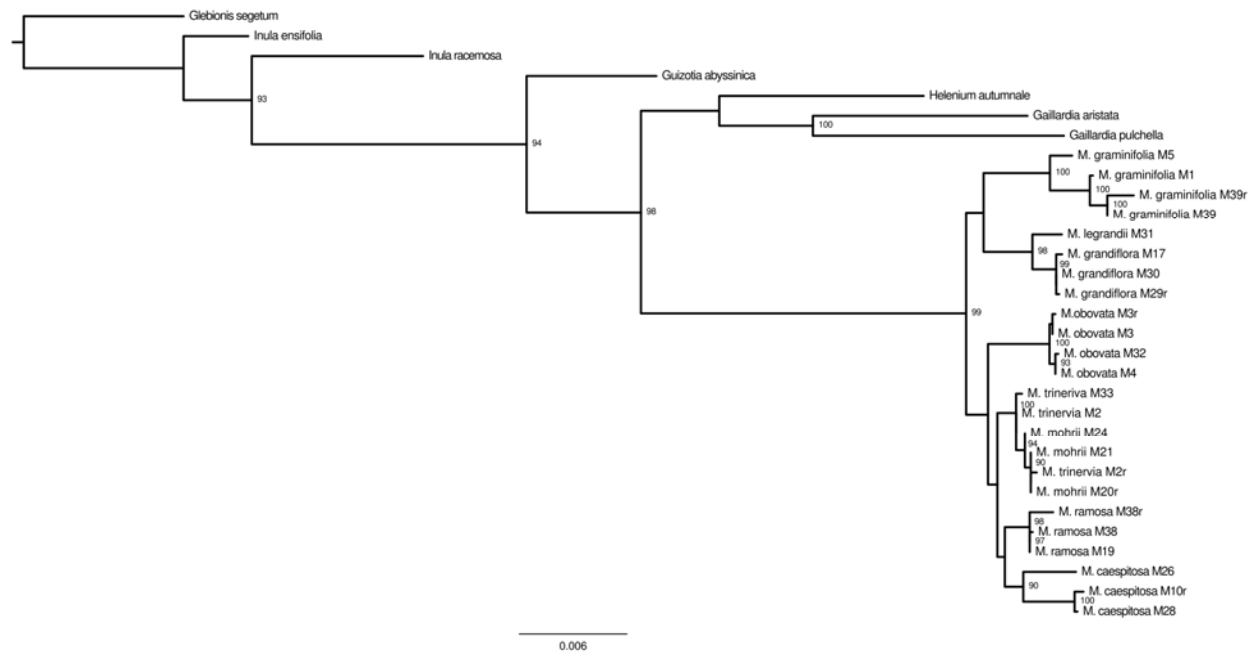 Glebionis segetum
Inula ensifolia
Inula racemosa
93
Guizotia abyssinica
94
Helenium autumnale
Gaillardia aristata
100
Gaillardia pulchella
98
M. graminifolia M5
100
M. graminifolia M1
100
M. graminifolia M39r
100
M. graminifolia M39
M. legrandii M31
98
M. grandiflora M17
99
M. grandiflora M30
M. grandiflora M29r
99
M.obovata M3r
M. obovata M3
100
M. obovata M32
93
M. obovata M4
M. trineriva M33
100
M. trinervia M2
M. mohrii M24
94
M. mohrii M21
90
M. trinervia M2r
M. mohrii M20r
M. ramosa M38r
98
M. ramosa M38
97
M. ramosa M19
M. caespitosa M26
90
M. caespitosa M10r
100
M. caespitosa M28
0.006